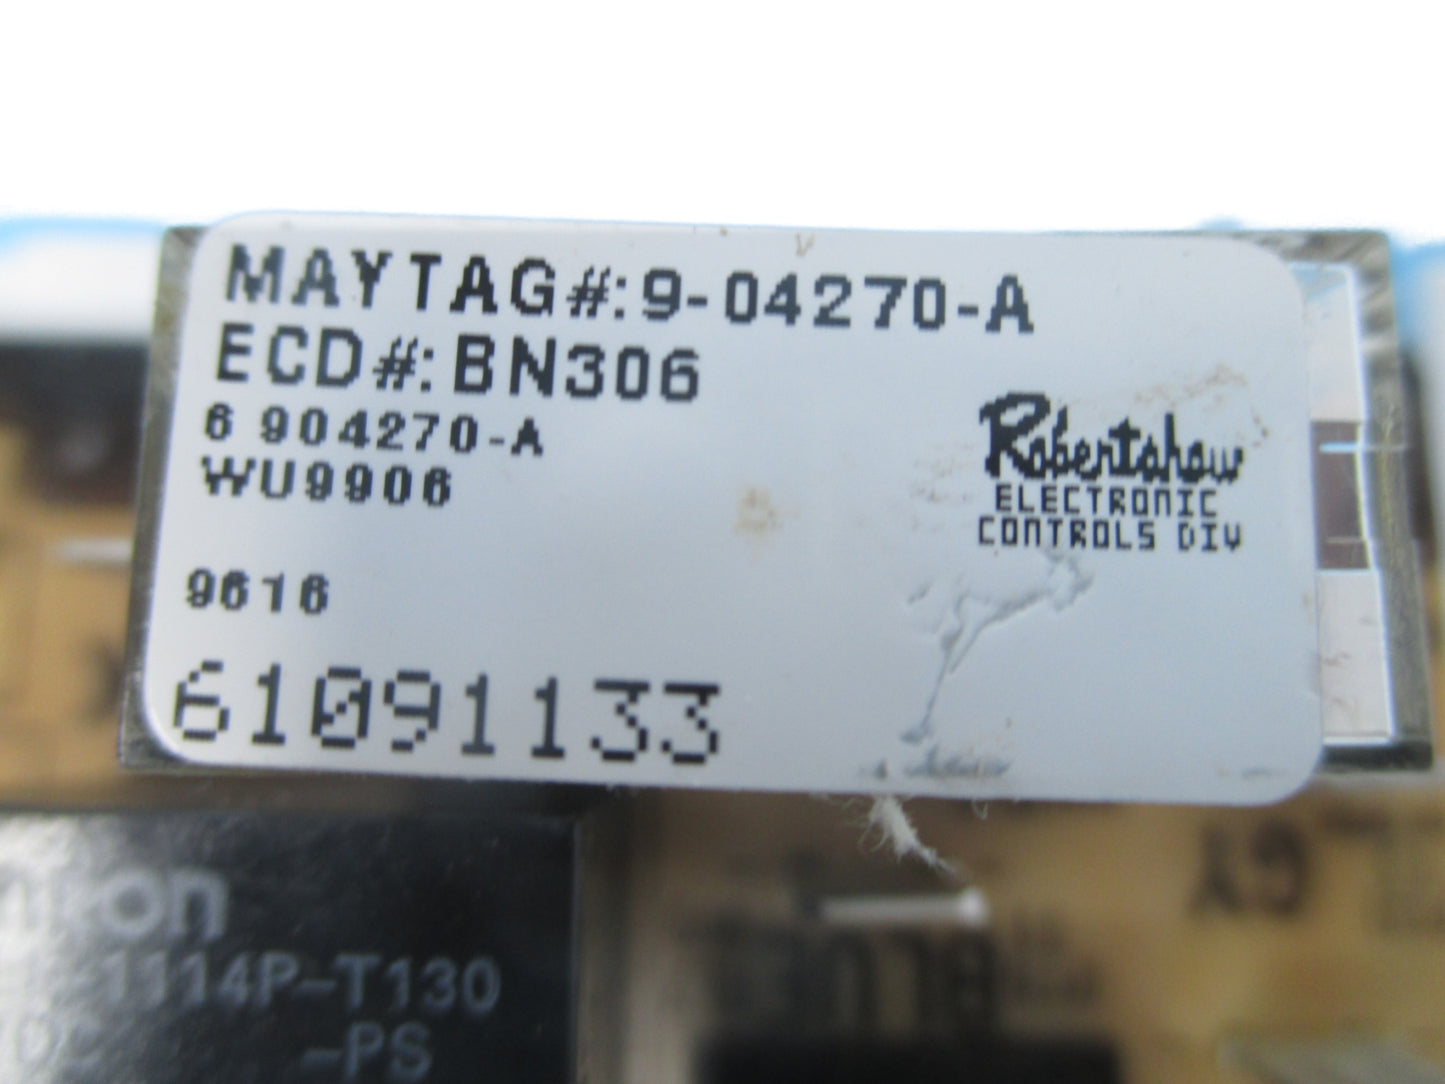 MAYTAG#:9-04270-A
ECD#:BN306
6 904270-A
WU9906
Robertshaw
ELECTRONIC
CONTROLS DIV
9616
61091133
-1114P-T130
-PS